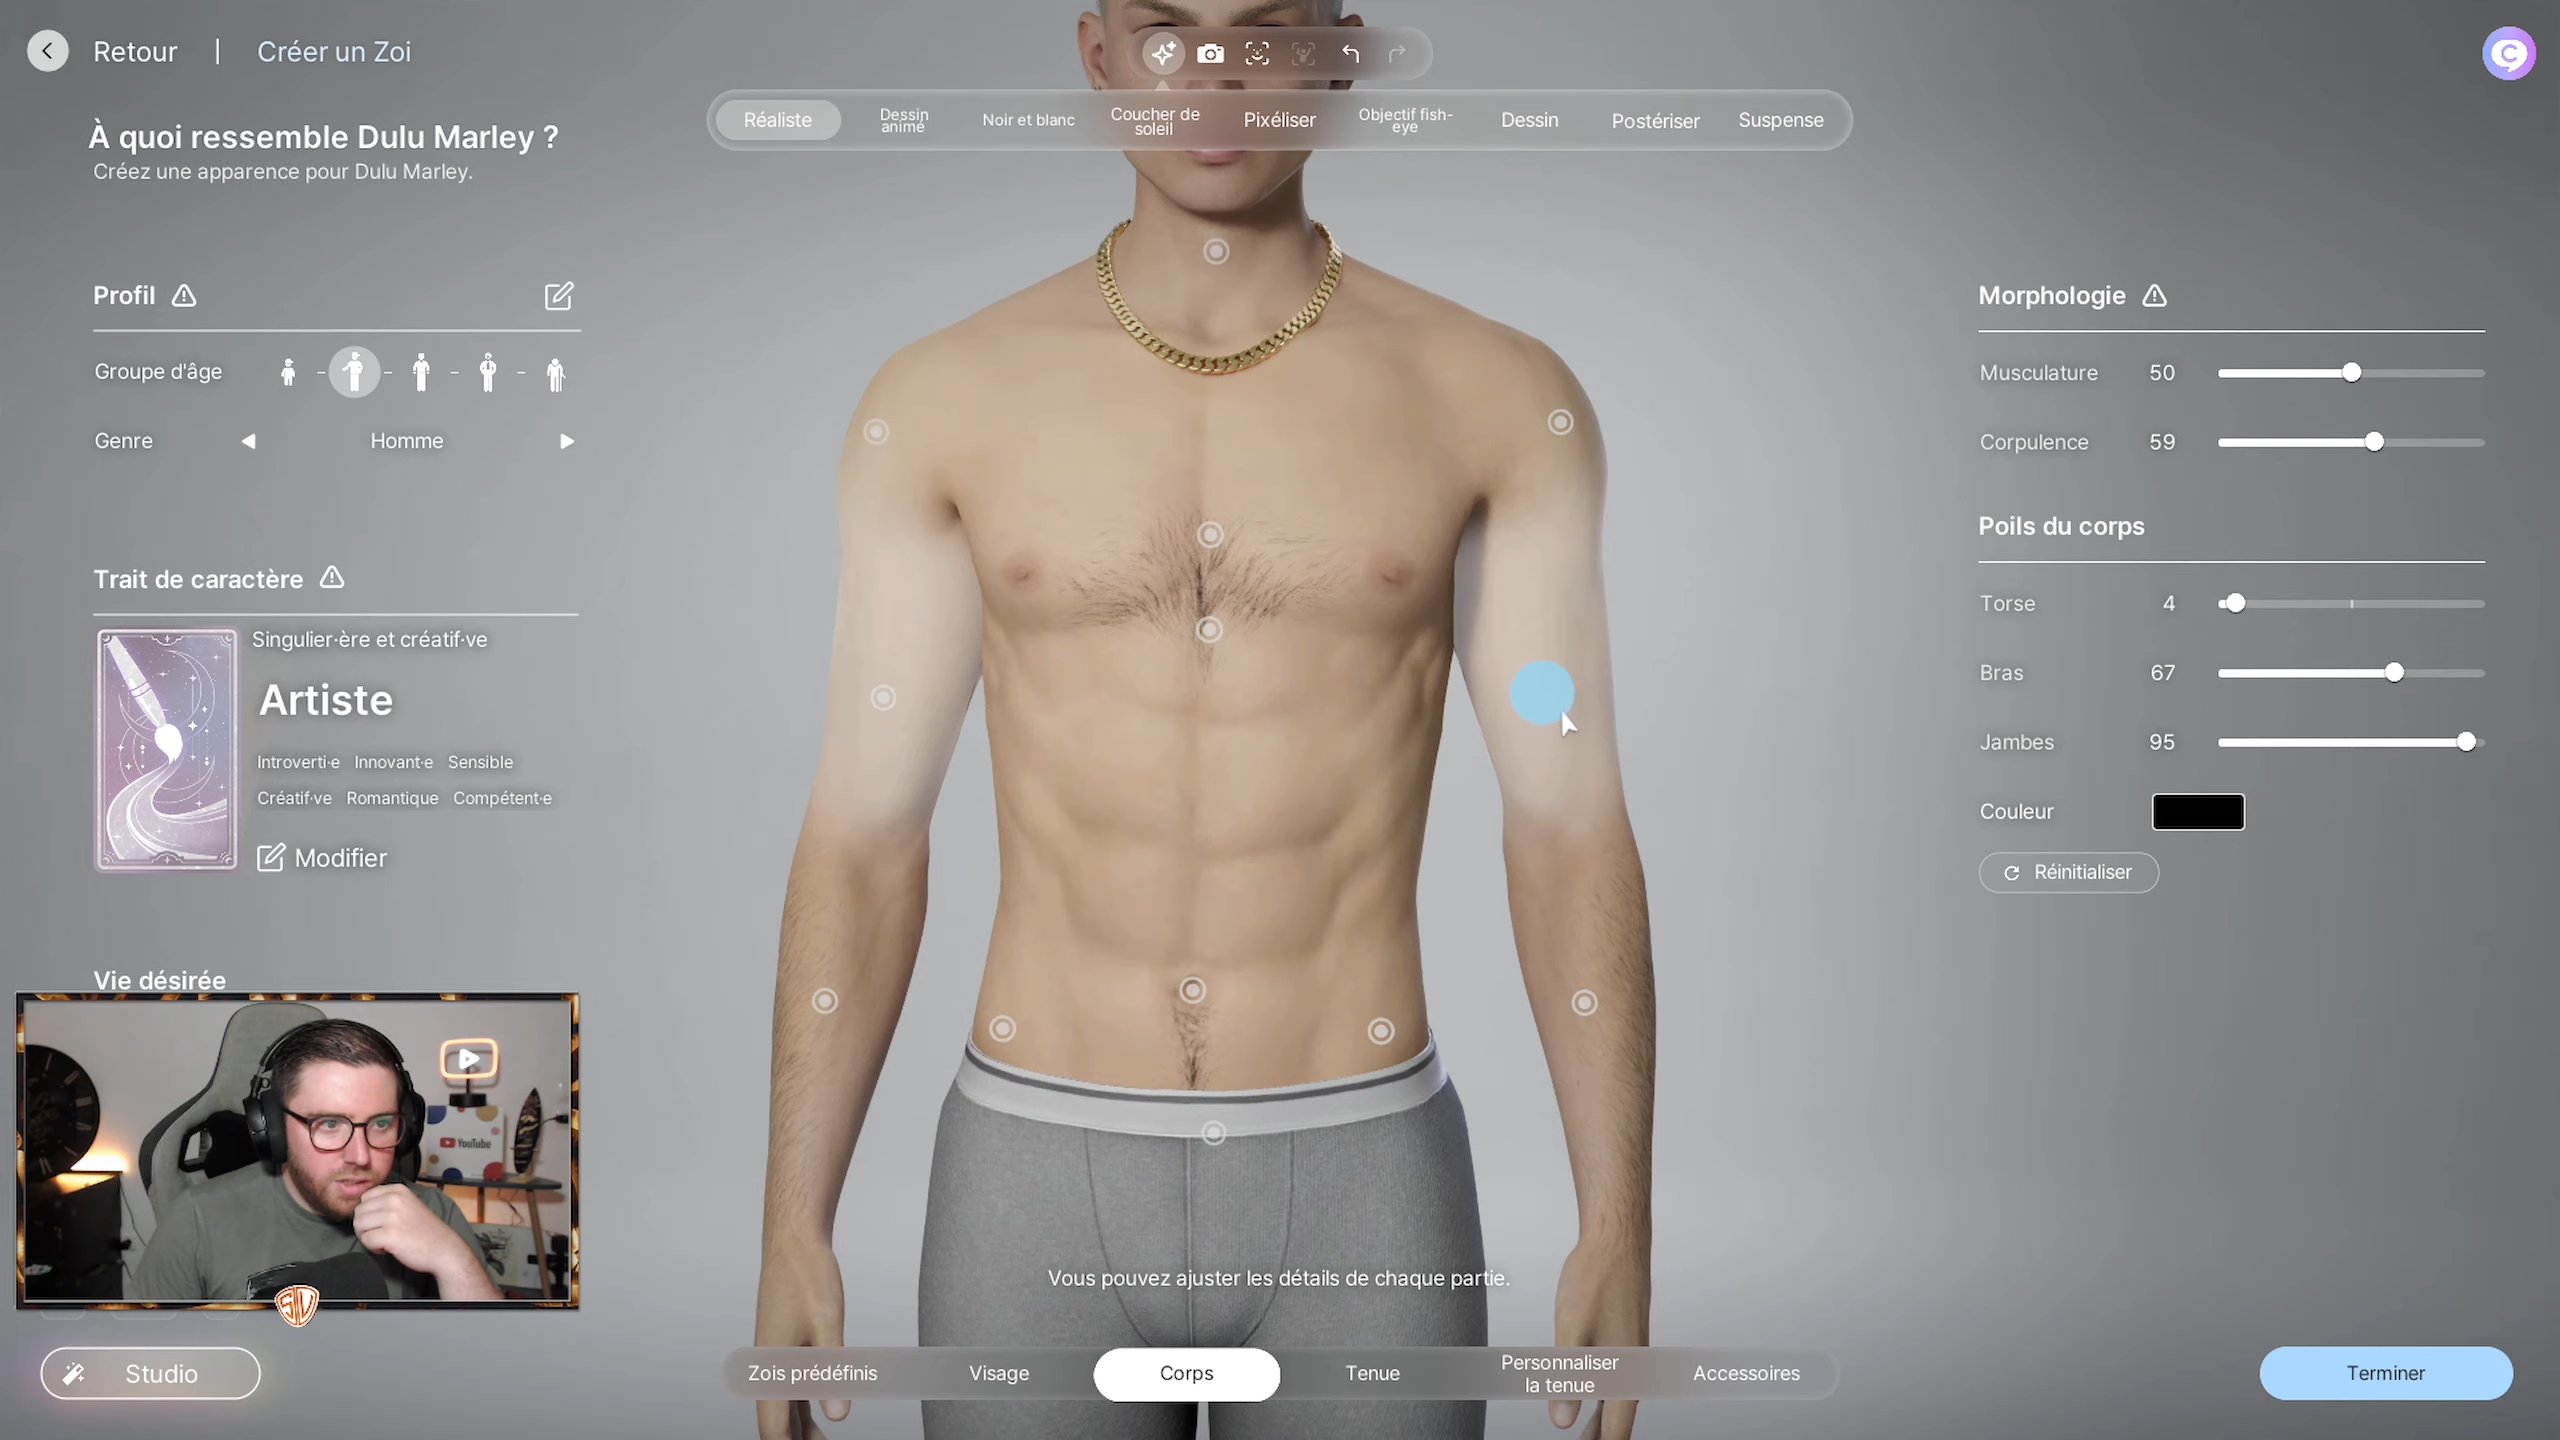 Retour | Créer un Zoi
À quoi ressemble Dulu Marley ?
Créez une apparence pour Dulu Marley.
Réaliste
Dessin
animé
Noir et blanc
Coucher de
soleil
Pixéliser
Objectif fish-
eye
Dessin
Postériser
Suspense
Profil
Groupe d'âge
Genre
Homme
Trait de caractère
Singulier·ère et créatif·ve
Artiste
Introverti·e Innovant·e Sensible
Créatif·ve Romantique Compétent·e
Modifier
Vie désirée
YouTube
SV
Studio
Morphologie
Musculature 50
Corpulence 59
Poils du corps
Torse 4
Bras 67
Jambes 95
Couleur
Réinitialiser
Vous pouvez ajuster les détails de chaque partie.
Zois prédéfinis
Visage
Corps
Tenue
Personnaliser
la tenue
Accessoires
Terminer